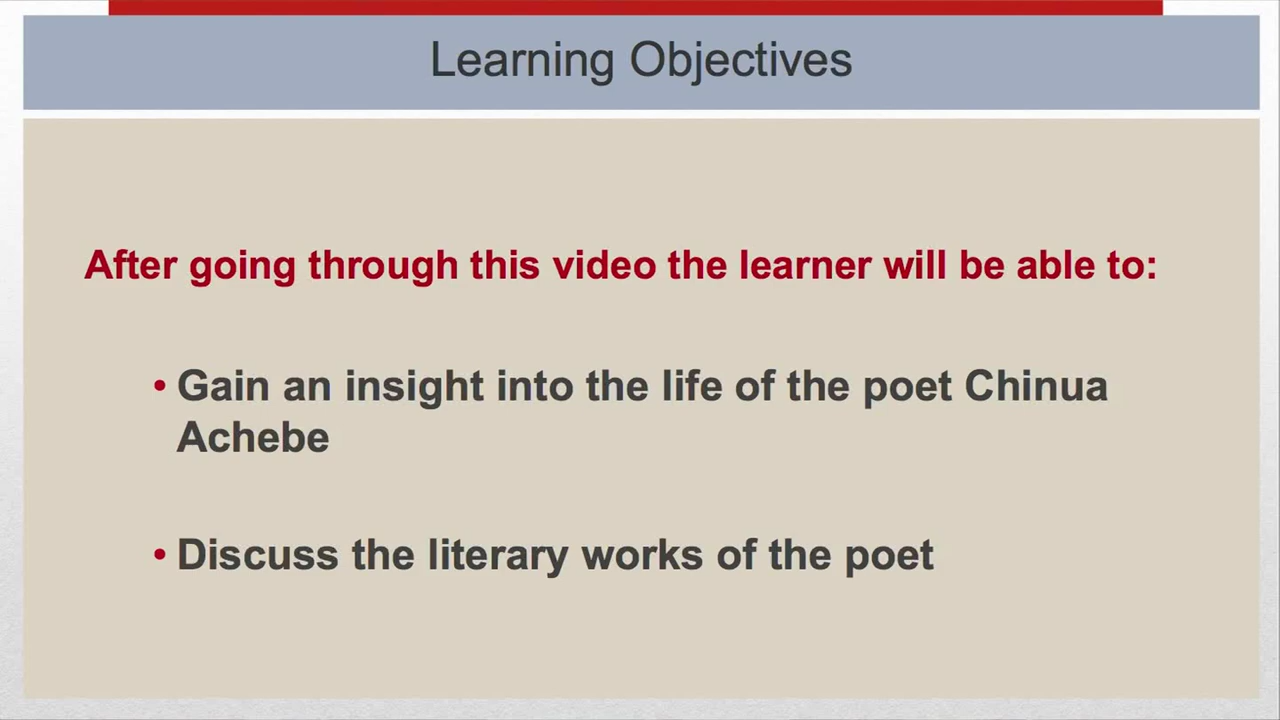 Learning Objectives
After going through this video the learner will be able to:
• Gain an insight into the life of the poet Chinua
Achebe
• Discuss the literary works of the poet